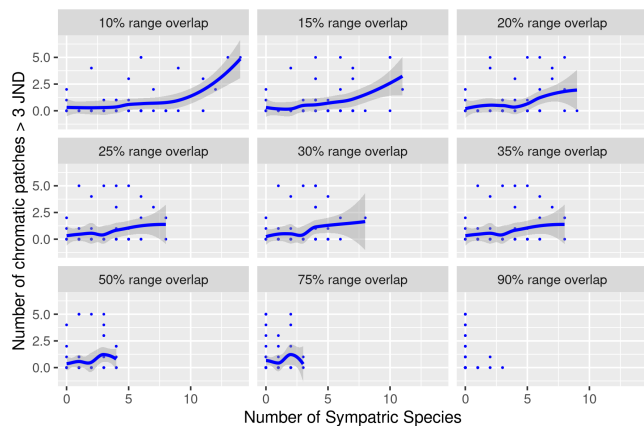 10% range overlap
15% range overlap
20% range overlap
5.0
2.5
0.0
25% range overlap
30% range overlap
35% range overlap
5.0
2.5
0.0
50% range overlap
75% range overlap
90% range overlap
5.0
2.5
0.0
0 5 10
0 5 10
0 5 10
Number of Sympatric Species
Number of chromatic patches > 3 JND